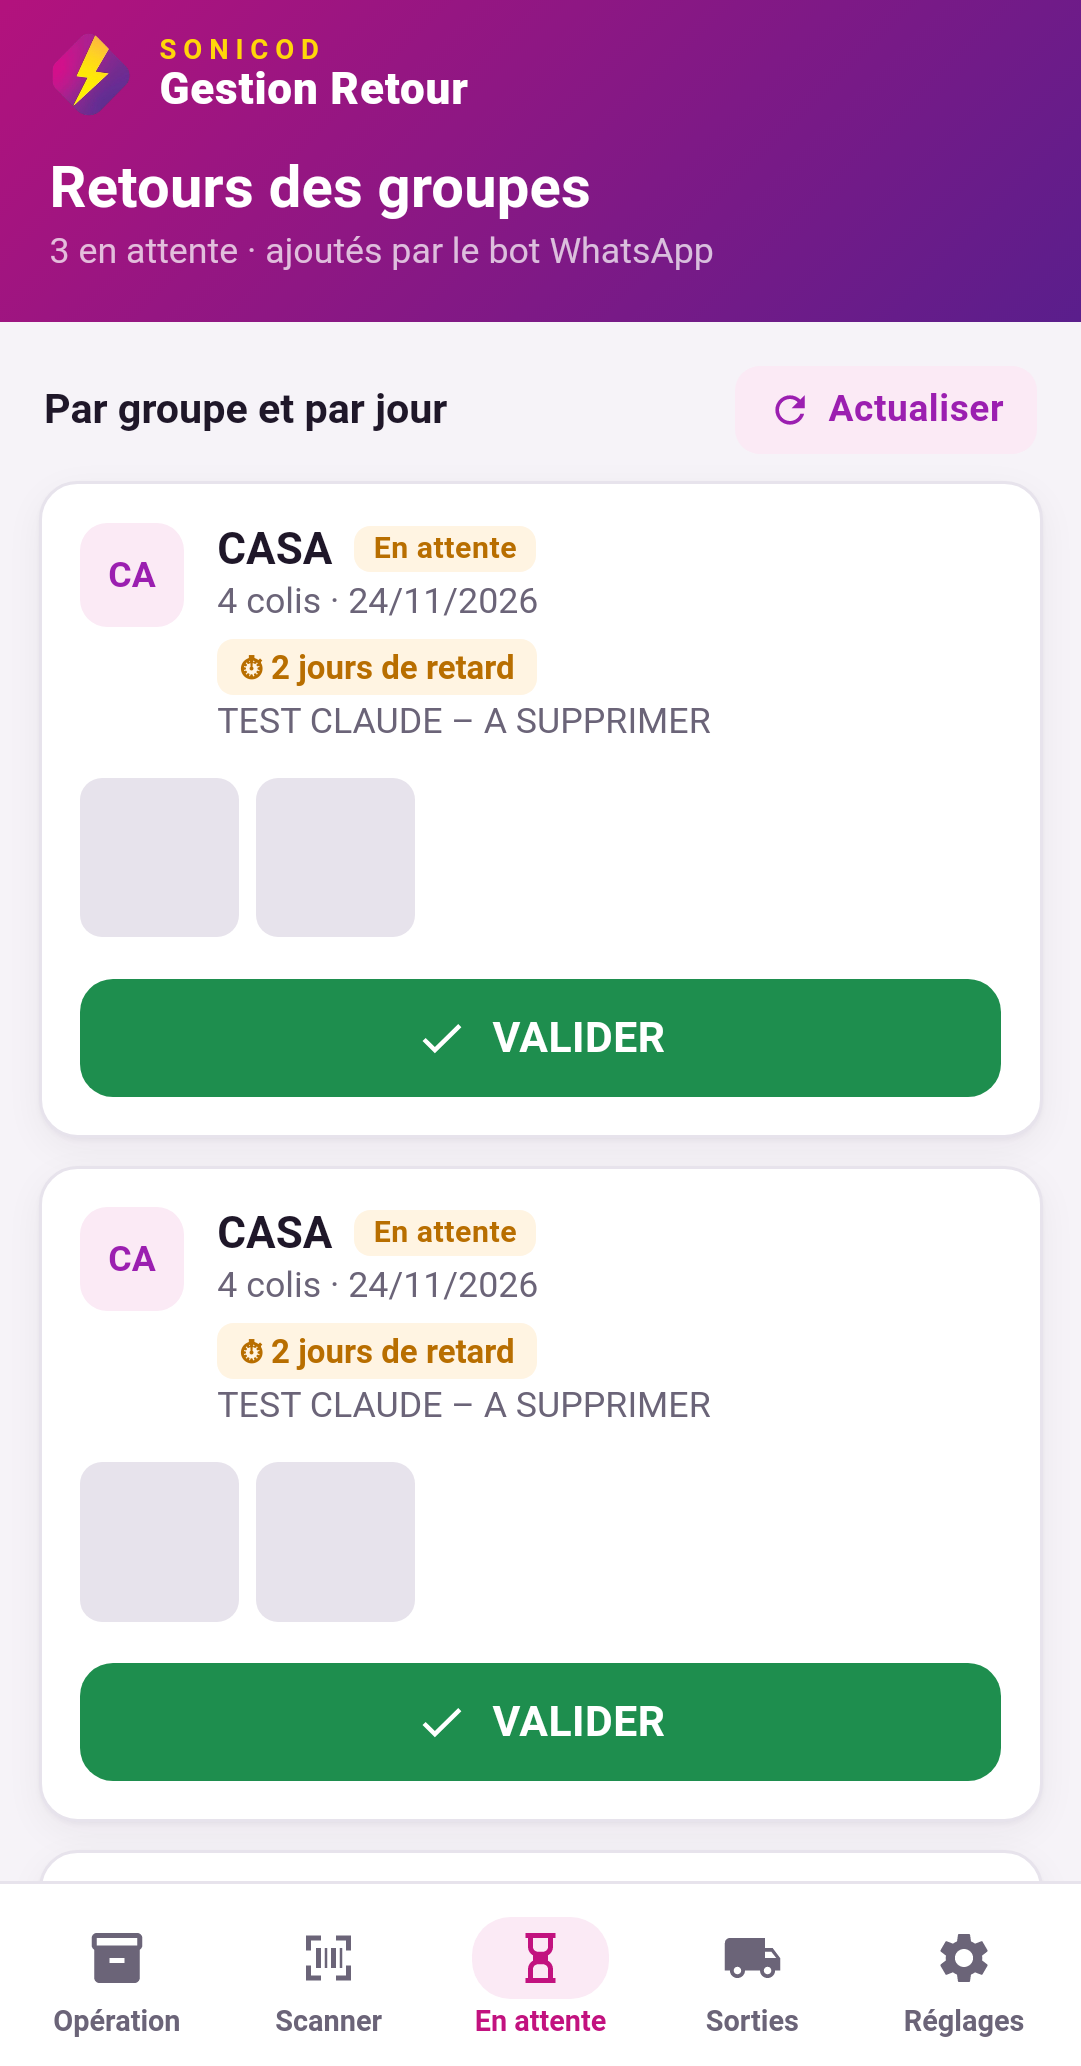 SONICOD
Gestion Retour
Retours des groupes
3 en attente · ajoutés par le bot WhatsApp
Par groupe et par jour
Actualiser
CA
CASA
En attente
4 colis · 24/11/2026
⏱ 2 jours de retard
TEST CLAUDE – A SUPPRIMER
VALIDER
CA
CASA
En attente
4 colis · 24/11/2026
⏱ 2 jours de retard
TEST CLAUDE – A SUPPRIMER
VALIDER
Opération
Scanner
En attente
Sorties
Réglages